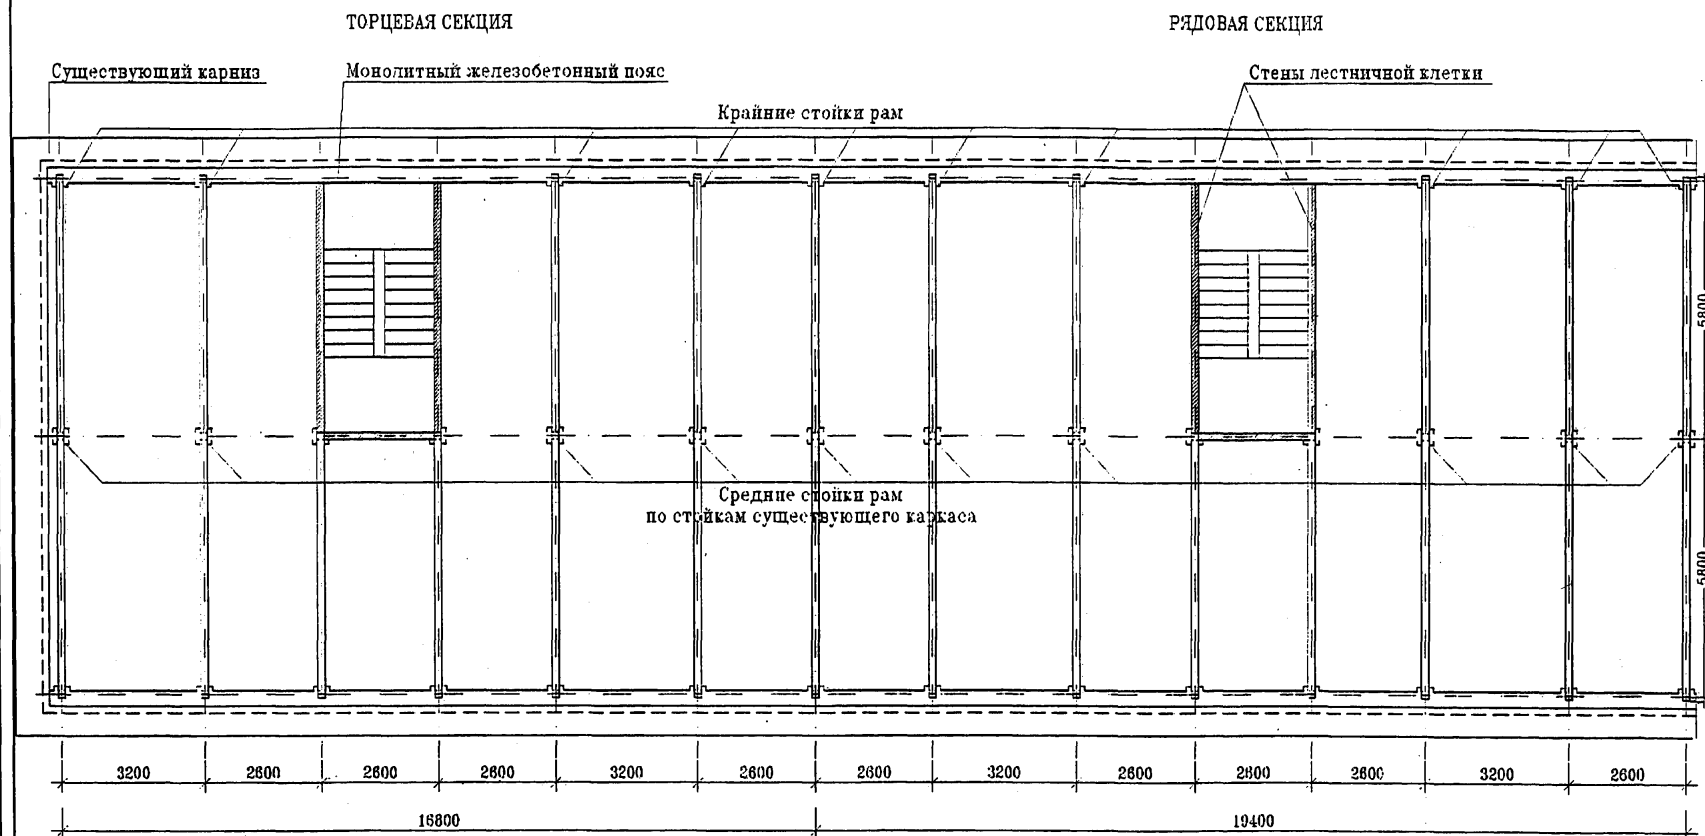 ТОРЦЕВАЯ СЕКЦИЯ
РЯДОВАЯ СЕКЦИЯ
Существующий карниз
Монолитный железобетонный пояс
Стены лестничной клетки
Крайние стойки рам
5800
Средние стойки рам
по стойкам существующего каркаса
5800
3200 2600 2600 2600 3200 2600 2600 3200 2600 2600 2600 3200 2600
16800 19400